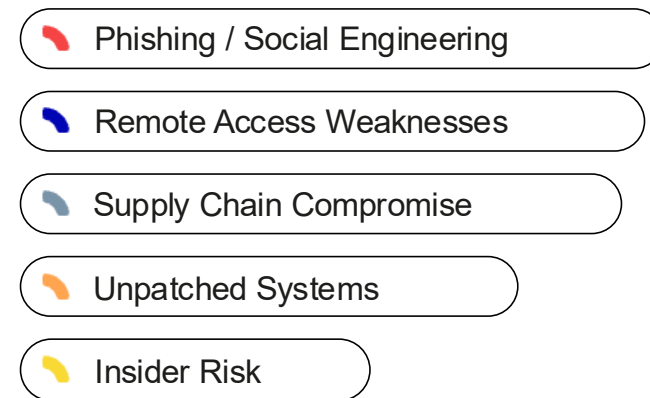 Phishing / Social Engineering
Remote Access Weaknesses
Supply Chain Compromise
Unpatched Systems
Insider Risk